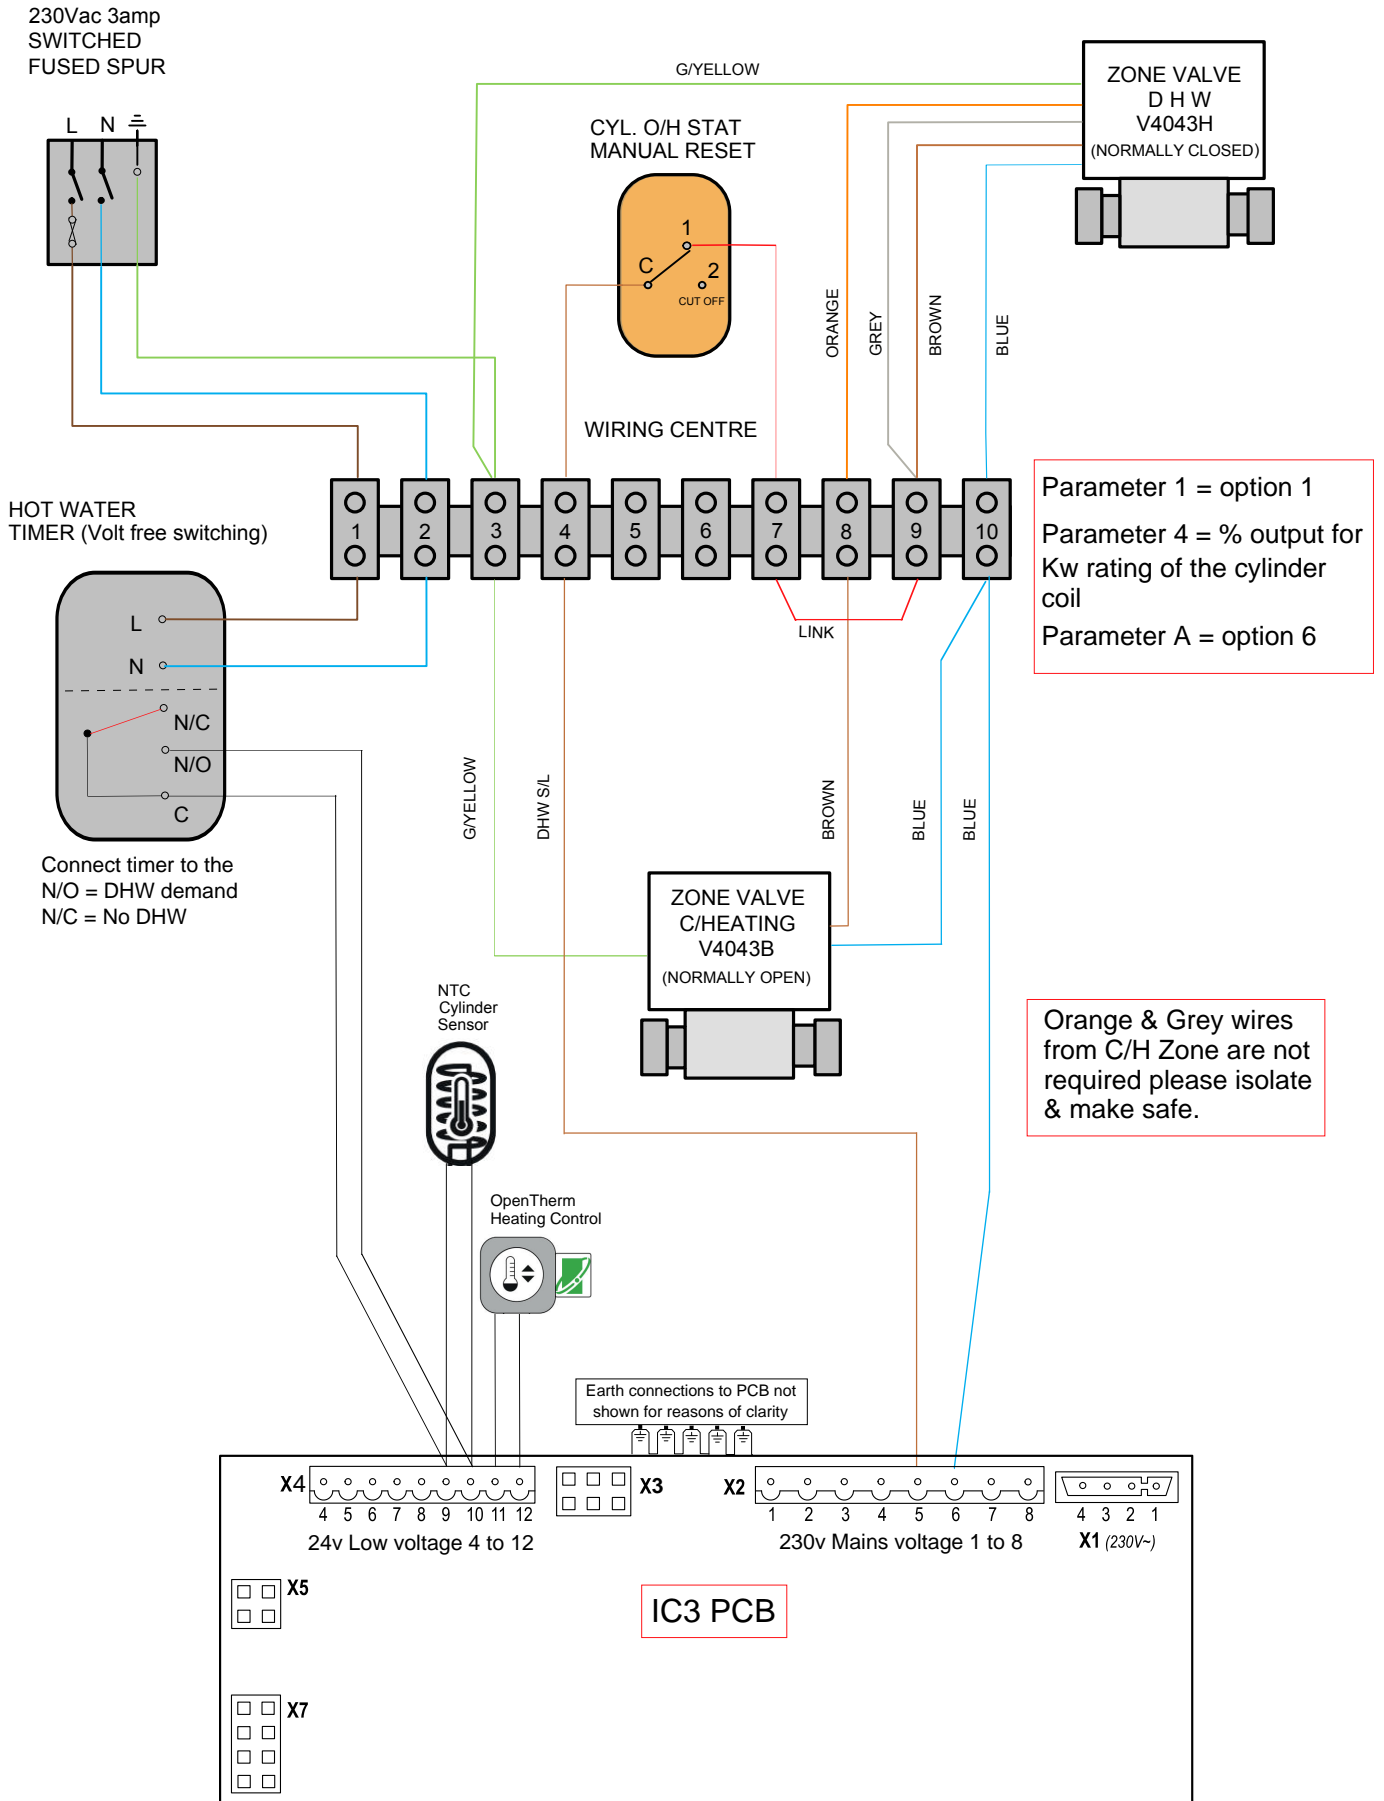 230Vac 3amp
SWITCHED
FUSED SPUR
L N
G/YELLOW
ZONE VALVE
D H W
V4043H
(NORMALLY CLOSED)
CYL. O/H STAT
MANUAL RESET
1
C
2
CUT OFF
ORANGE
GREY
BROWN
BLUE
WIRING CENTRE
1 2 3 4 5 6 7 8 9 10
LINK
Parameter 1 = option 1
Parameter 4 = % output for
Kw rating of the cylinder
coil
Parameter A = option 6
HOT WATER
TIMER (Volt free switching)
L
N
N/C
N/O
C
Connect timer to the
N/O = DHW demand
N/C = No DHW
G/YELLOW
DHW S/L
BROWN
BLUE
BLUE
ZONE VALVE
C/HEATING
V4043B
(NORMALLY OPEN)
NTC
Cylinder
Sensor
Orange & Grey wires
from C/H Zone are not
required please isolate
& make safe.
OpenTherm
Heating Control
Earth connections to PCB not
shown for reasons of clarity
X4
4 5 6 7 8 9 10 11 12
24v Low voltage 4 to 12
X3
X2
1 2 3 4 5 6 7 8
230v Mains voltage 1 to 8
4 3 2 1
X1 (230V~)
X5
IC3 PCB
X7